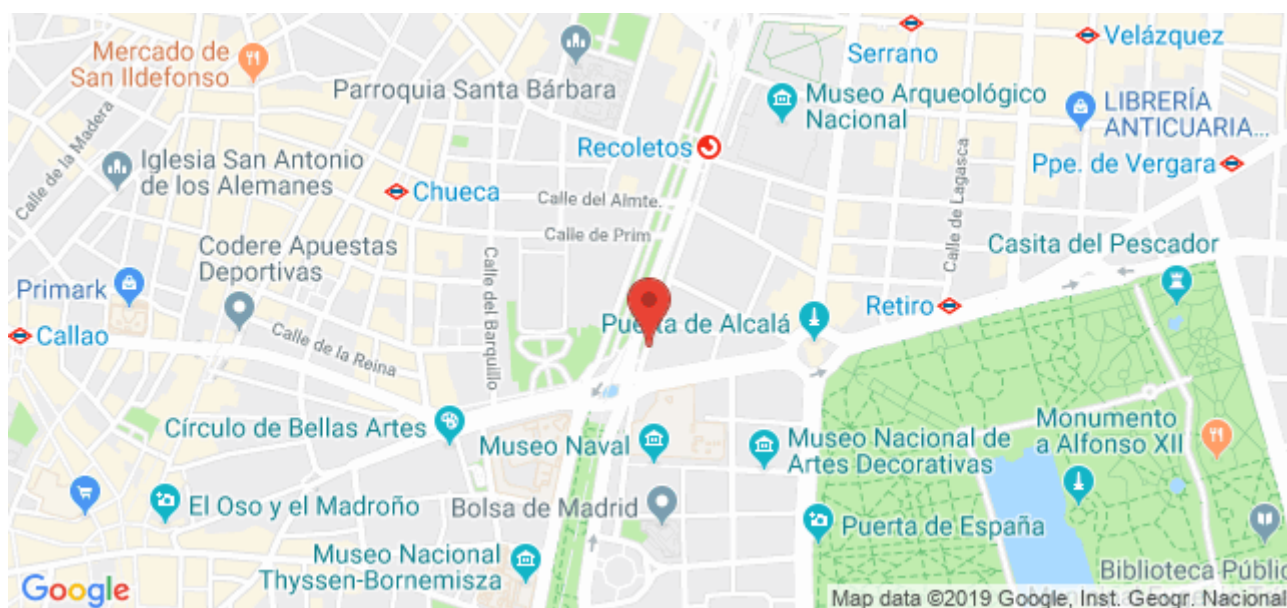 Mercado de
San Ildefonso
Parroquia Santa Bárbara
Serrano
Velázquez
Museo Arqueológico
Nacional
LIBRERÍA
ANTICUARIA...
Recoletos
Ppe. de Vergara
Calle de la Madera
Iglesia San Antonio
de los Alemanes
Chueca
Calle del Almte.
Calle de Prim
Calle de Lagasca
Codere Apuestas
Deportivas
Casita del Pescador
Primark
Calle del Barquillo
Retiro
Puerta de Alcalá
Callao
Calle de la Reina
Círculo de Bellas Artes
Museo Naval
Museo Nacional de
Artes Decorativas
Monumento
a Alfonso XII
El Oso y el Madroño
Bolsa de Madrid
Puerta de España
Museo Nacional
Thyssen-Bornemisza
Biblioteca Públic
Google
Map data ©2019 Google, Inst. Geogr. Nacional